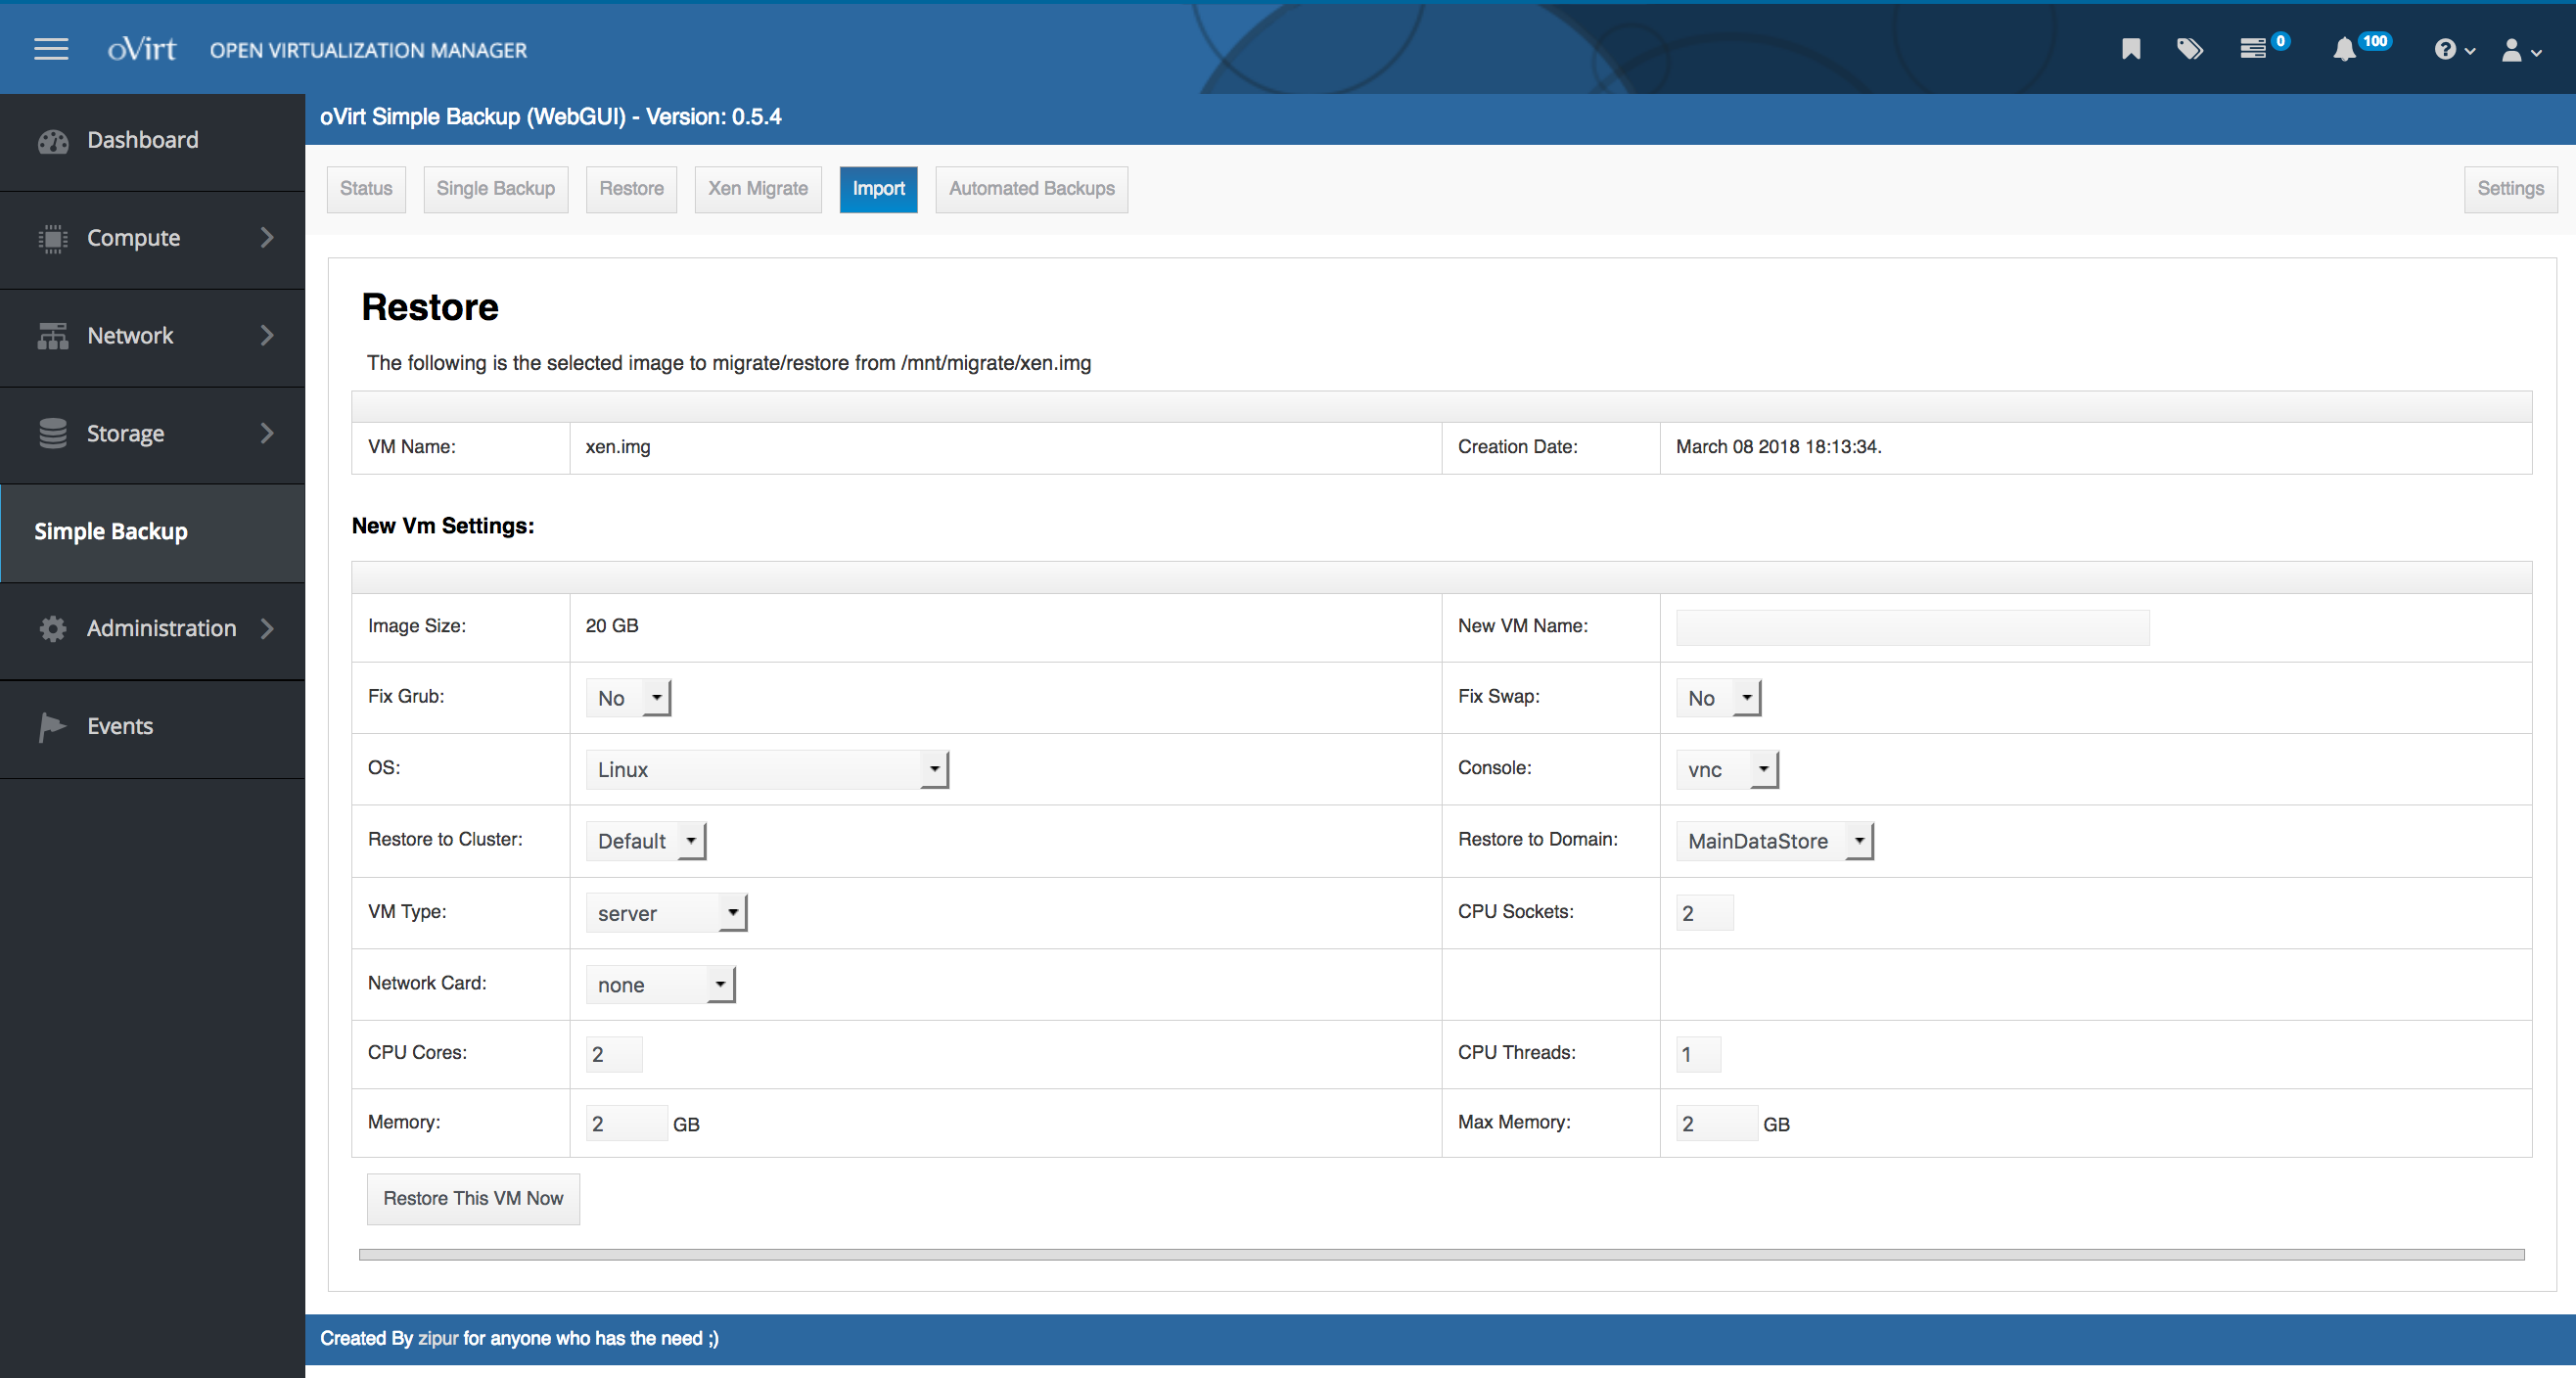 oVirt OPEN VIRTUALIZATION MANAGER 0 100
oVirt Simple Backup (WebGUI) - Version: 0.5.4
Dashboard
Compute
Network
Storage
Simple Backup
Administration
Events
Status Single Backup Restore Xen Migrate Import Automated Backups Settings
Restore
The following is the selected image to migrate/restore from /mnt/migrate/xen.img
VM Name: xen.img Creation Date: March 08 2018 18:13:34.
New Vm Settings:
Image Size: 20 GB New VM Name:
Fix Grub: No Fix Swap: No
OS: Linux Console: vnc
Restore to Cluster: Default Restore to Domain: MainDataStore
VM Type: server CPU Sockets: 2
Network Card: none
CPU Cores: 2 CPU Threads: 1
Memory: 2 GB Max Memory: 2 GB
Restore This VM Now
Created By zipur for anyone who has the need ;)